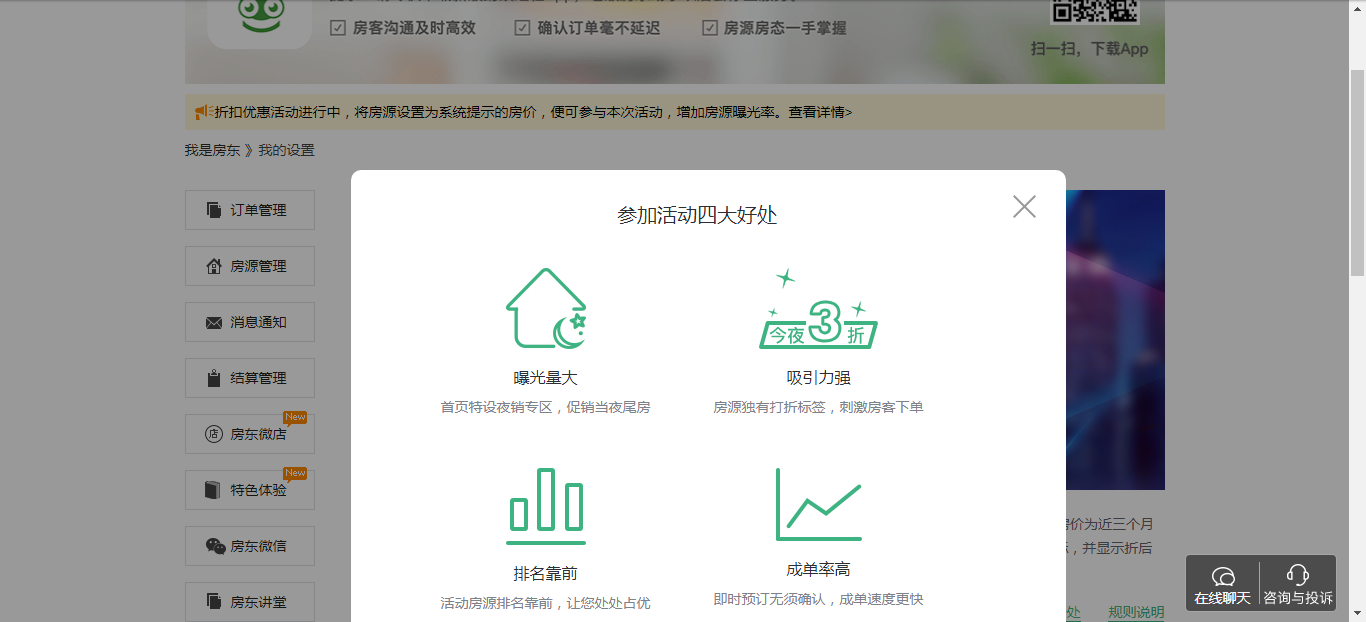 房客沟通及时高效 确认订单毫不延迟 房源房态一手掌握
扫一扫，下载App
折扣优惠活动进行中，将房源设置为系统提示的房价，便可参与本次活动，增加房源曝光率。查看详情>
我是房东 》 我的设置
订单管理
房源管理
消息通知
结算管理
房东微店 New
特色体验 New
房东微信
房东讲堂
参加活动四大好处
今夜3折
曝光量大
首页特设夜销专区，促销当夜尾房
吸引力强
房源独有打折标签，刺激房客下单
排名靠前
活动房源排名靠前，让您处处占优
成单率高
即时预订无须确认，成单速度更快
价为近三个月
，并显示折后
处 规则说明
在线聊天 咨询与投诉